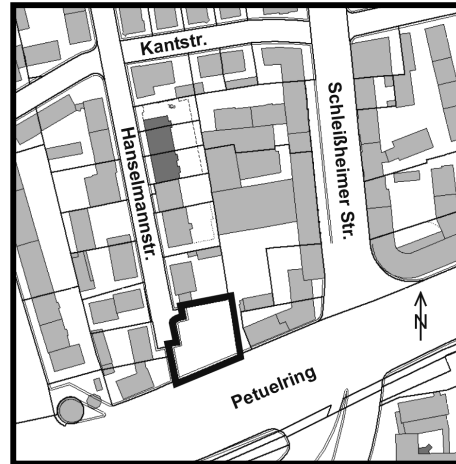 Kantstr.
Hanselmannstr.
Schleißheimer Str.
N
Petuelring